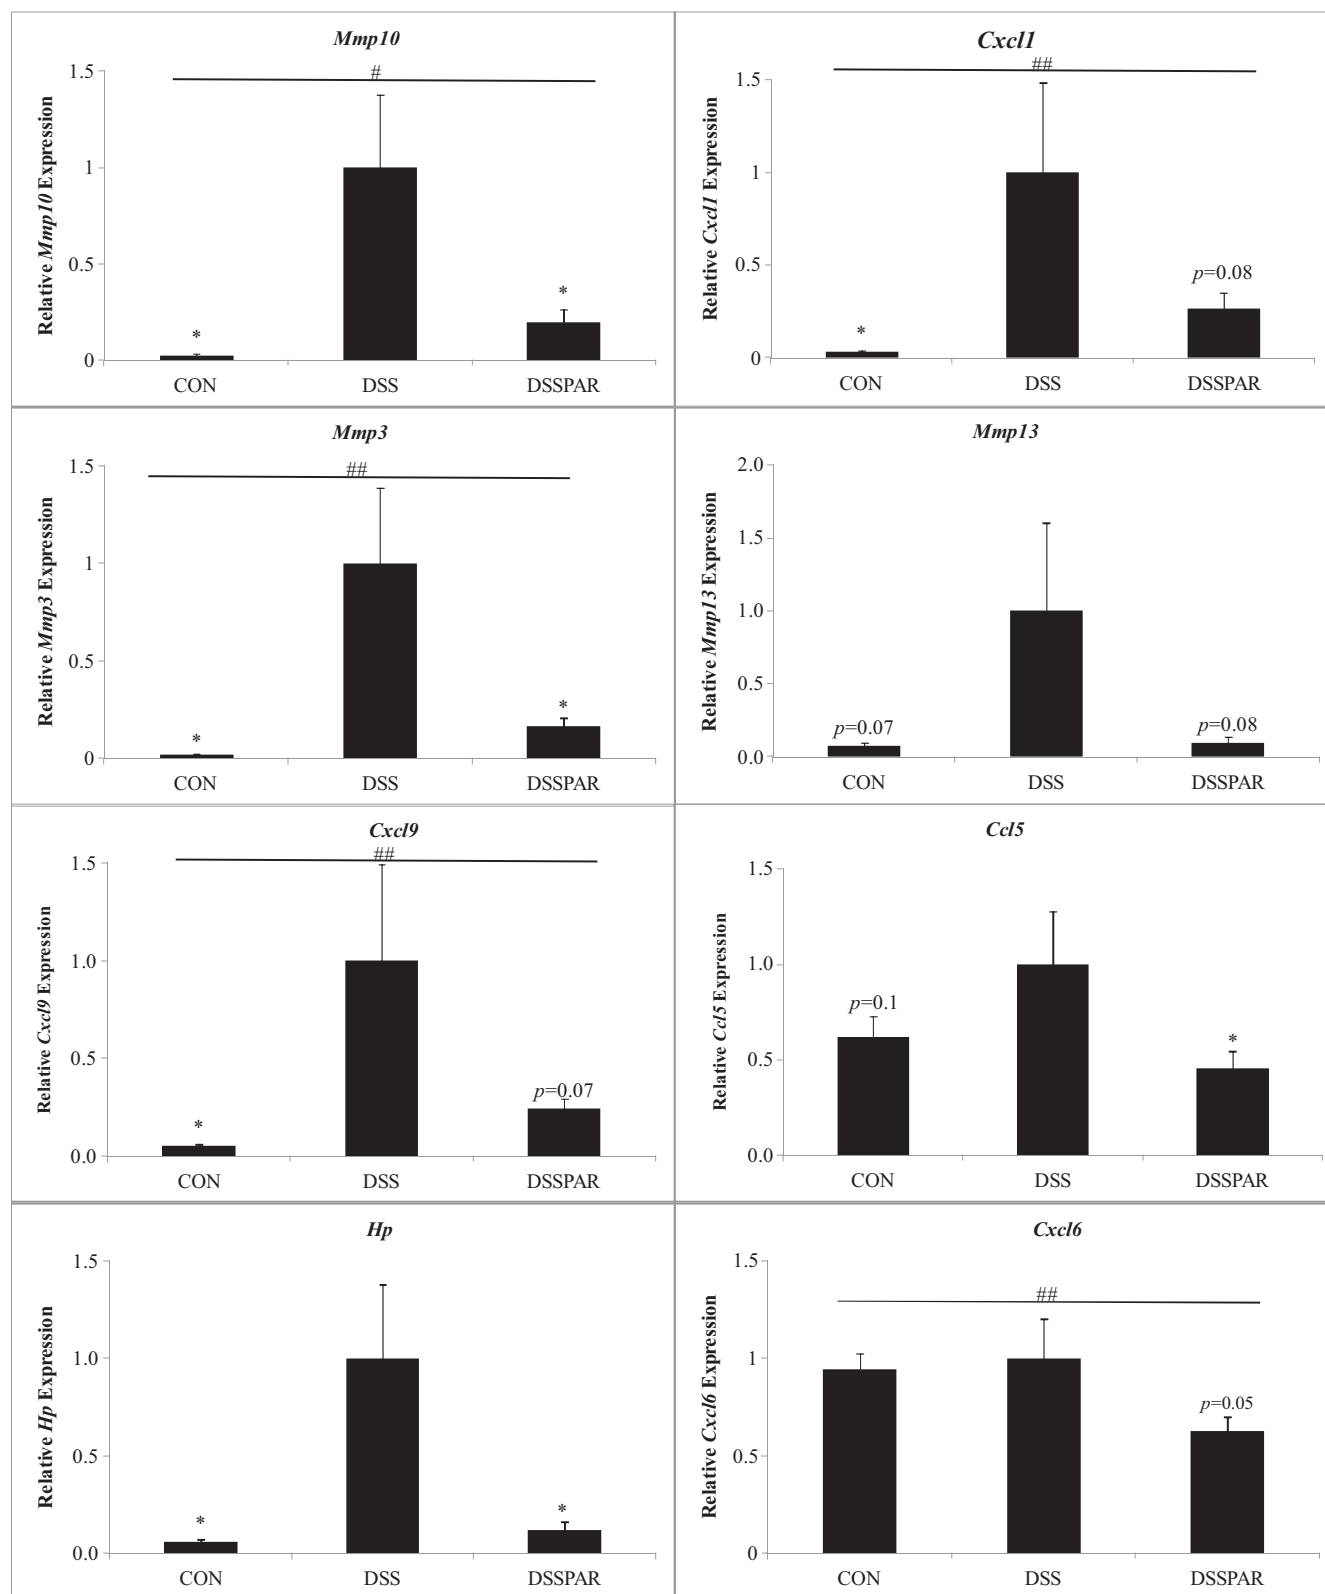 Mmp10
#
1.5
1
0.5
0
Relative Mmp10 Expression
*
*
CON DSS DSSPAR
Cxcl1
##
1.5
1
0.5
0
Relative Cxcl1 Expression
*
p=0.08
CON DSS DSSPAR
Mmp3
##
1.5
1
0.5
0
Relative Mmp3 Expression
*
*
CON DSS DSSPAR
Mmp13
2.0
1.5
1.0
0.5
0.0
Relative Mmp13 Expression
p=0.07
p=0.08
CON DSS DSSPAR
Cxcl9
##
1.5
1.0
0.5
0.0
Relative Cxcl9 Expression
*
p=0.07
CON DSS DSSPAR
Ccl5
1.5
1.0
0.5
0.0
Relative Ccl5 Expression
p=0.1
*
CON DSS DSSPAR
Hp
1.5
1.0
0.5
0.0
Relative Hp Expression
*
*
CON DSS DSSPAR
Cxcl6
##
1.5
1
0.5
0
Relative Cxcl6 Expression
p=0.05
CON DSS DSSPAR